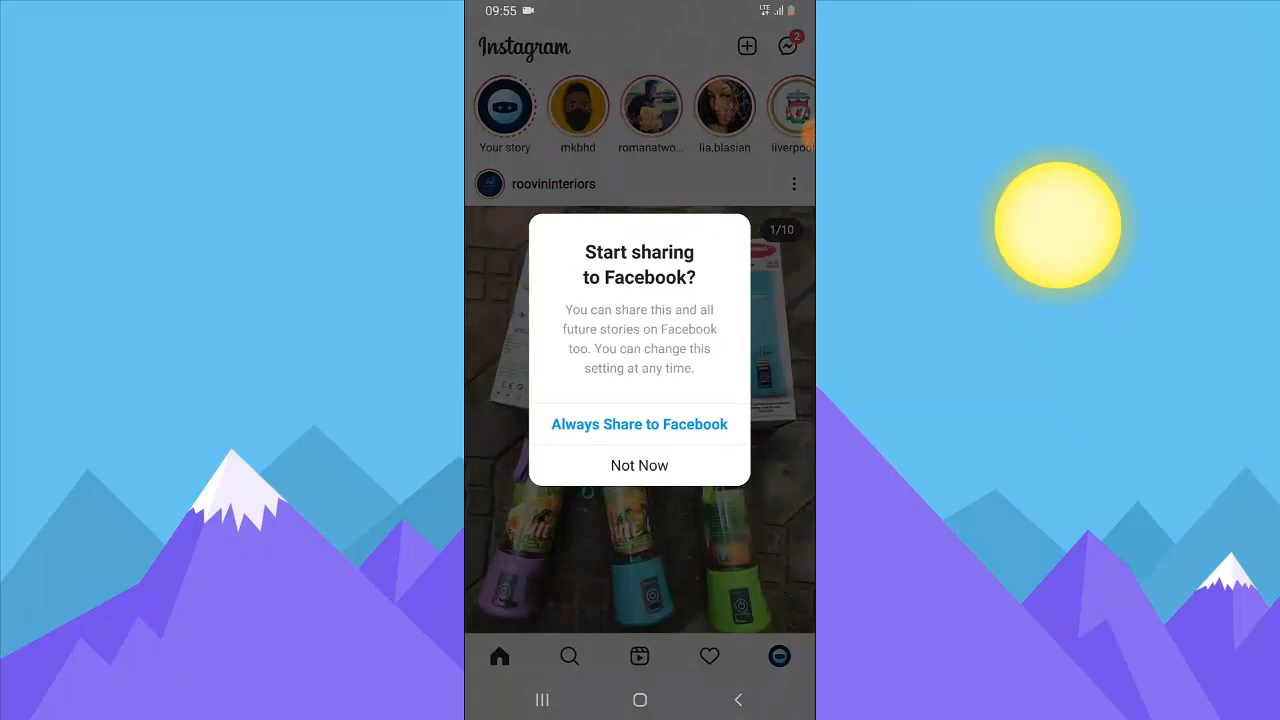 09:55
LTE
Instagram
2
Your story
mkbhd
romanatwo...
lia.blasian
liverpool
roovininteriors
1/10
Start sharing
to Facebook?
You can share this and all
future stories on Facebook
too. You can change this
setting at any time.
Always Share to Facebook
Not Now